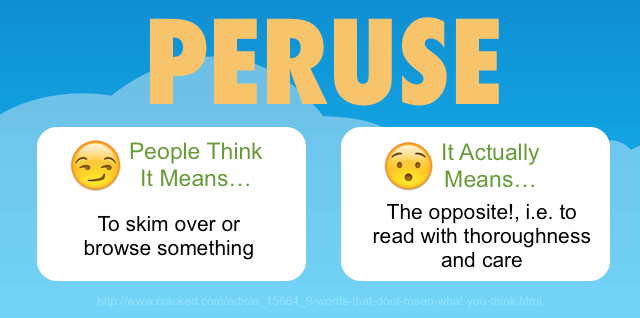 PERUSE
People Think
It Means…
To skim over or
browse something
It Actually
Means…
The opposite!, i.e. to
read with thoroughness
and care
http://www.cracked.com/article_15664_9-words-that-dont-mean-what-you-think.html